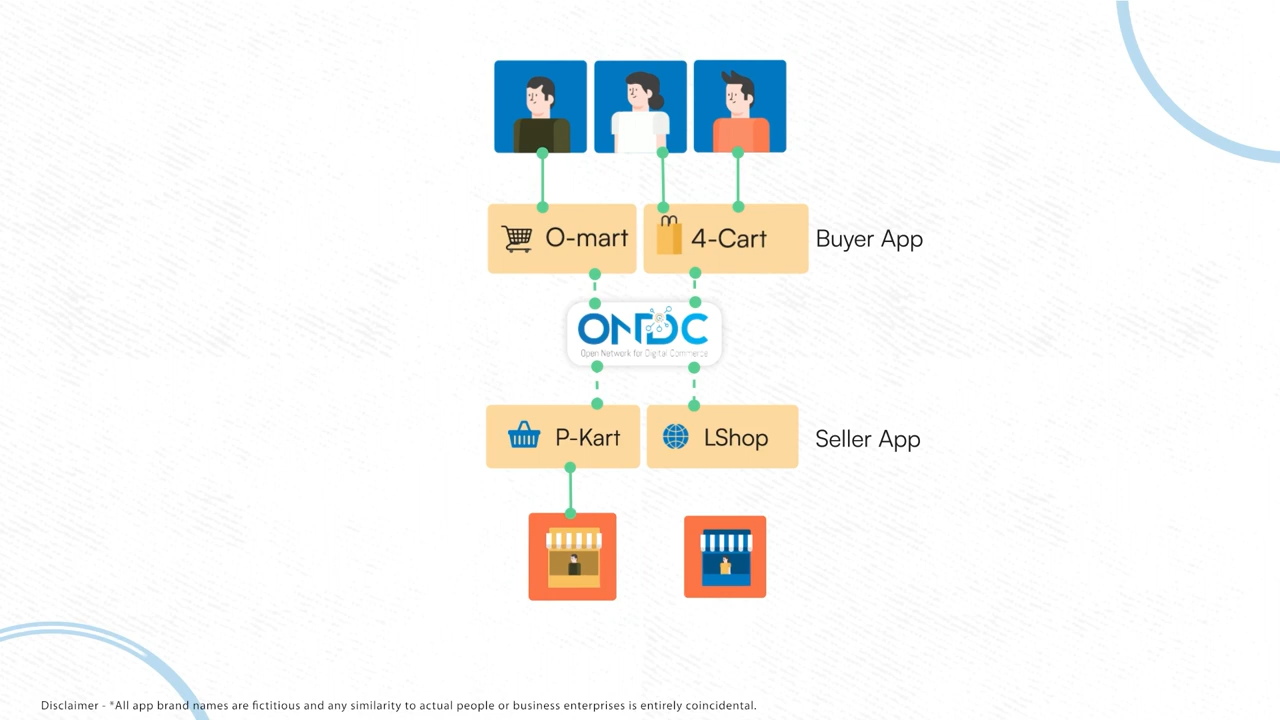 O-mart
4-Cart
Buyer App
ONDC
Open Network for Digital Commerce
P-Kart
LShop
Seller App
Disclaimer - *All app brand names are fictitious and any similarity to actual people or business enterprises is entirely coincidental.